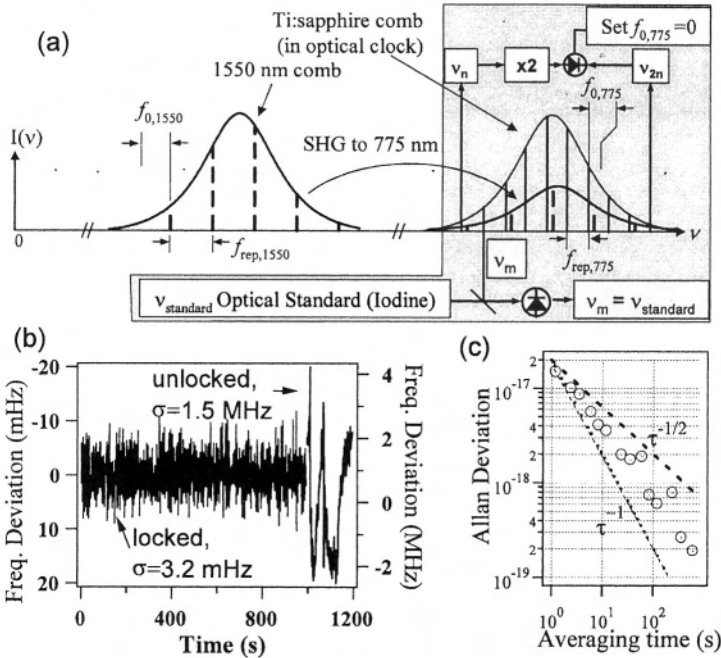 (a)
Ti:sapphire comb
(in optical clock)
1550 nm comb
Set f0,775=0
νn
x2
ν2n
f0,1550
f0,775
I(ν)
SHG to 775 nm
0
//
//
ν
frep,1550
νm
frep,775
νstandard Optical Standard (Iodine)
νm = νstandard
(b)
Freq. Deviation (mHz)
-20
-10
0
10
20
unlocked,
σ=1.5 MHz
locked,
σ=3.2 mHz
4
2
0
-2
Freq. Deviation (MHz)
0
400
800
1200
Time (s)
(c)
Allan Deviation
2
10⁻¹⁷
4
2
10⁻¹⁸
4
2
10⁻¹⁹
τ⁻¹/²
τ⁻¹
10⁰
10¹
10²
Averaging time (s)